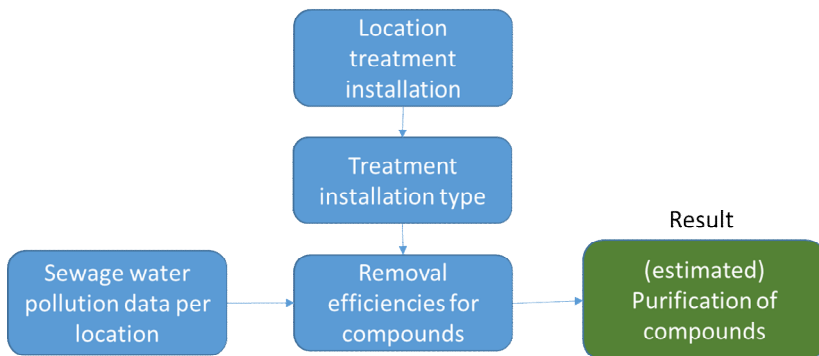 Location
treatment
installation
Treatment
installation type
Result
Sewage water
pollution data per
location
Removal
efficiencies for
compounds
(estimated)
Purification of
compounds